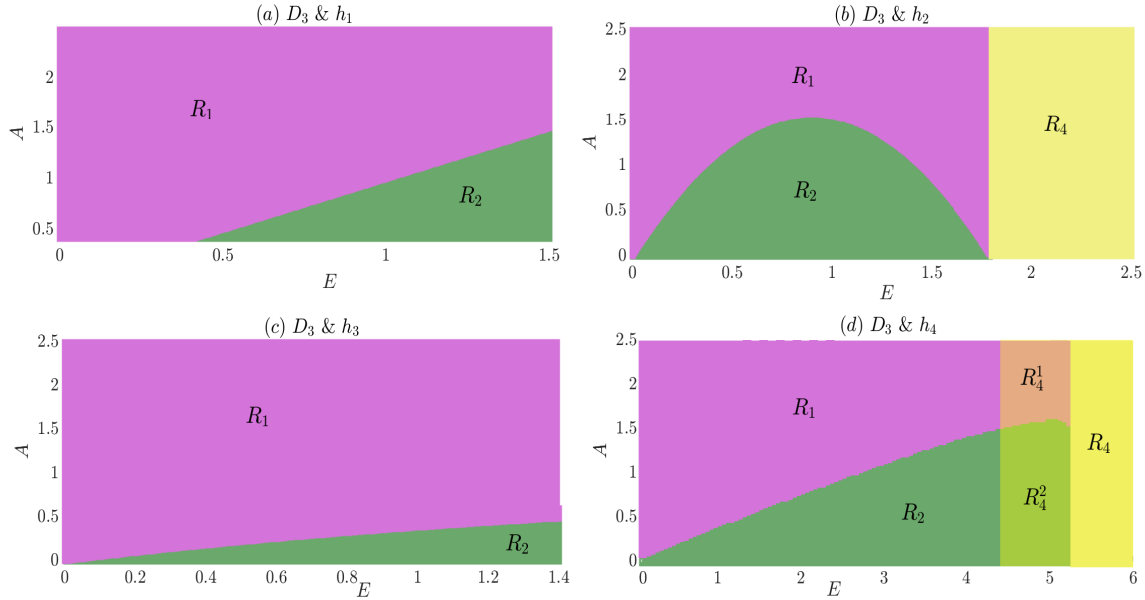 (a) D₃ & h₁
2
1.5
1
0.5
A
R₁
R₂
0 0.5 1 1.5
E
(b) D₃ & h₂
2.5
2
1.5
1
0.5
0
A
R₁
R₂
R₄
0 0.5 1 1.5 2 2.5
E
(c) D₃ & h₃
2.5
2
1.5
1
0.5
0
A
R₁
R₂
0 0.2 0.4 0.6 0.8 1 1.2 1.4
E
(d) D₃ & h₄
2.5
2
1.5
1
0.5
0
A
R₁
R₂
R₄¹
R₄²
R₄
0 1 2 3 4 5 6
E